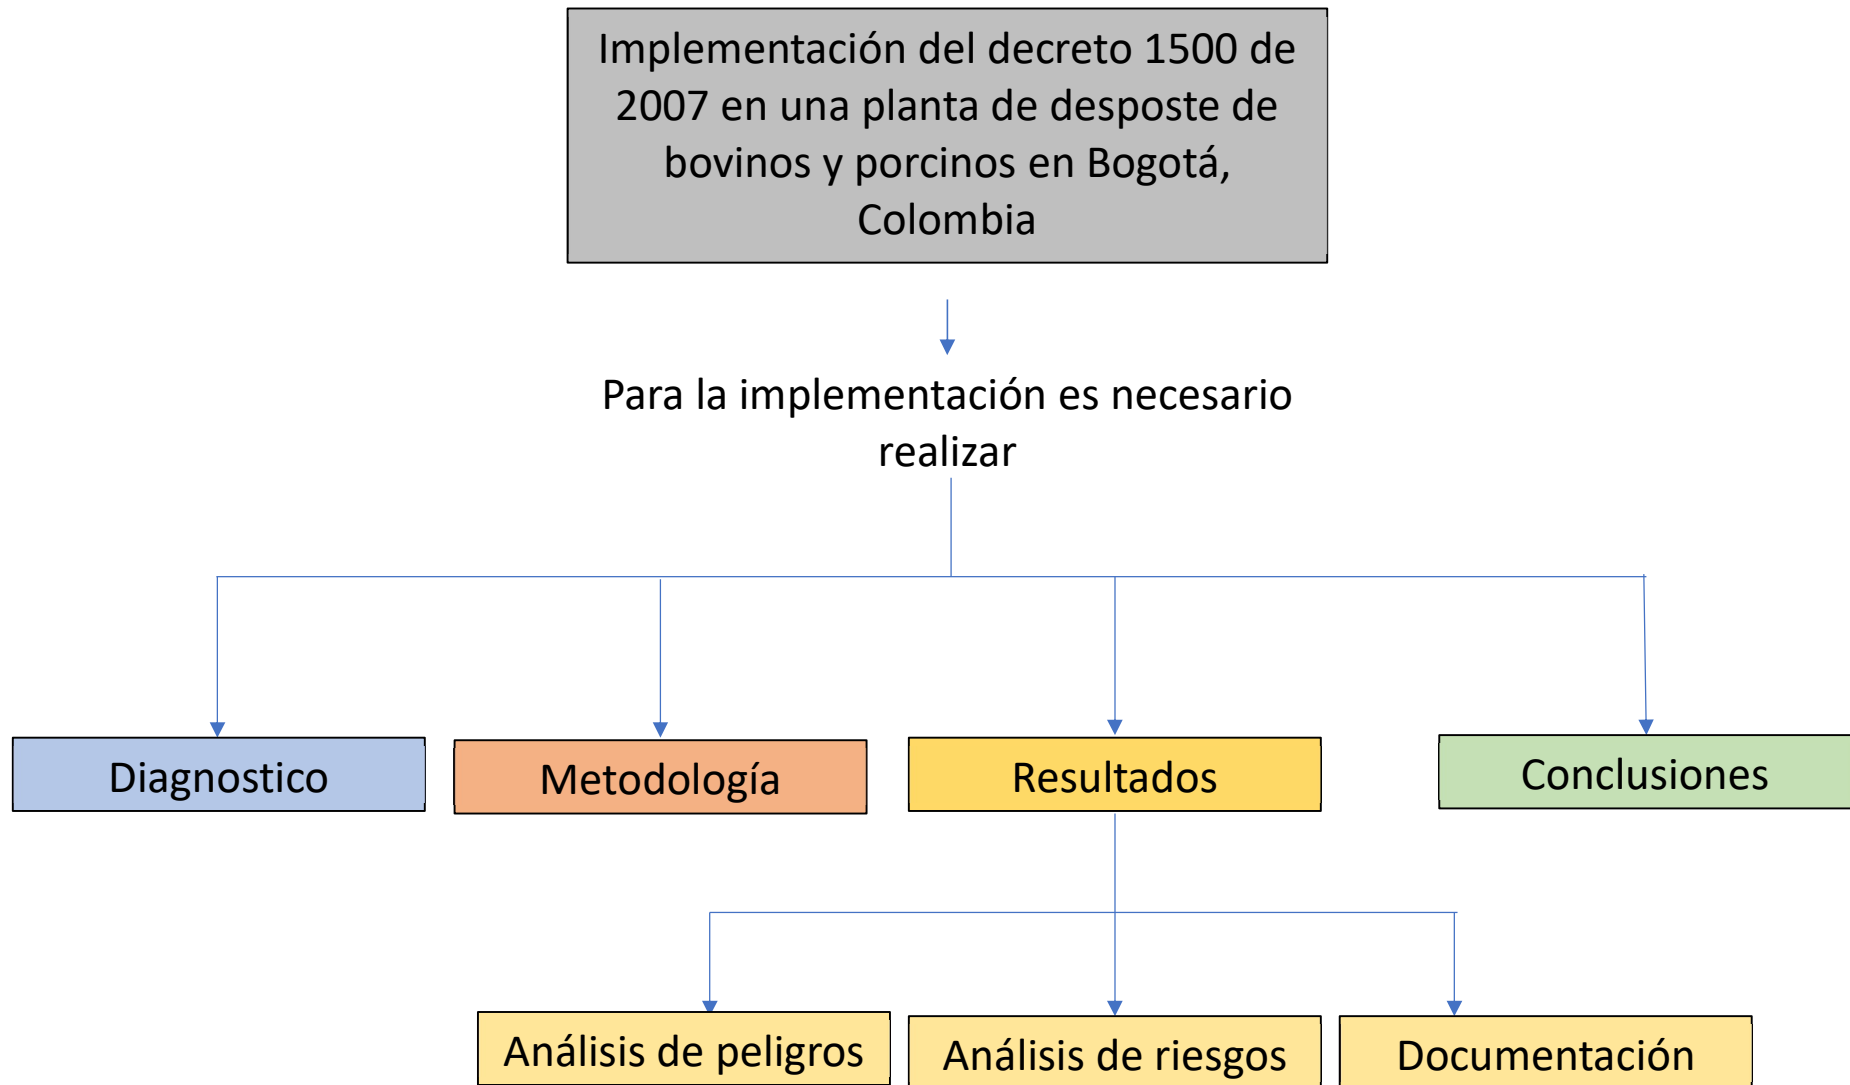 Implementación del decreto 1500 de
2007 en una planta de desposte de
bovinos y porcinos en Bogotá,
Colombia
Para la implementación es necesario
realizar
Diagnostico
Metodología
Resultados
Conclusiones
Análisis de peligros
Análisis de riesgos
Documentación